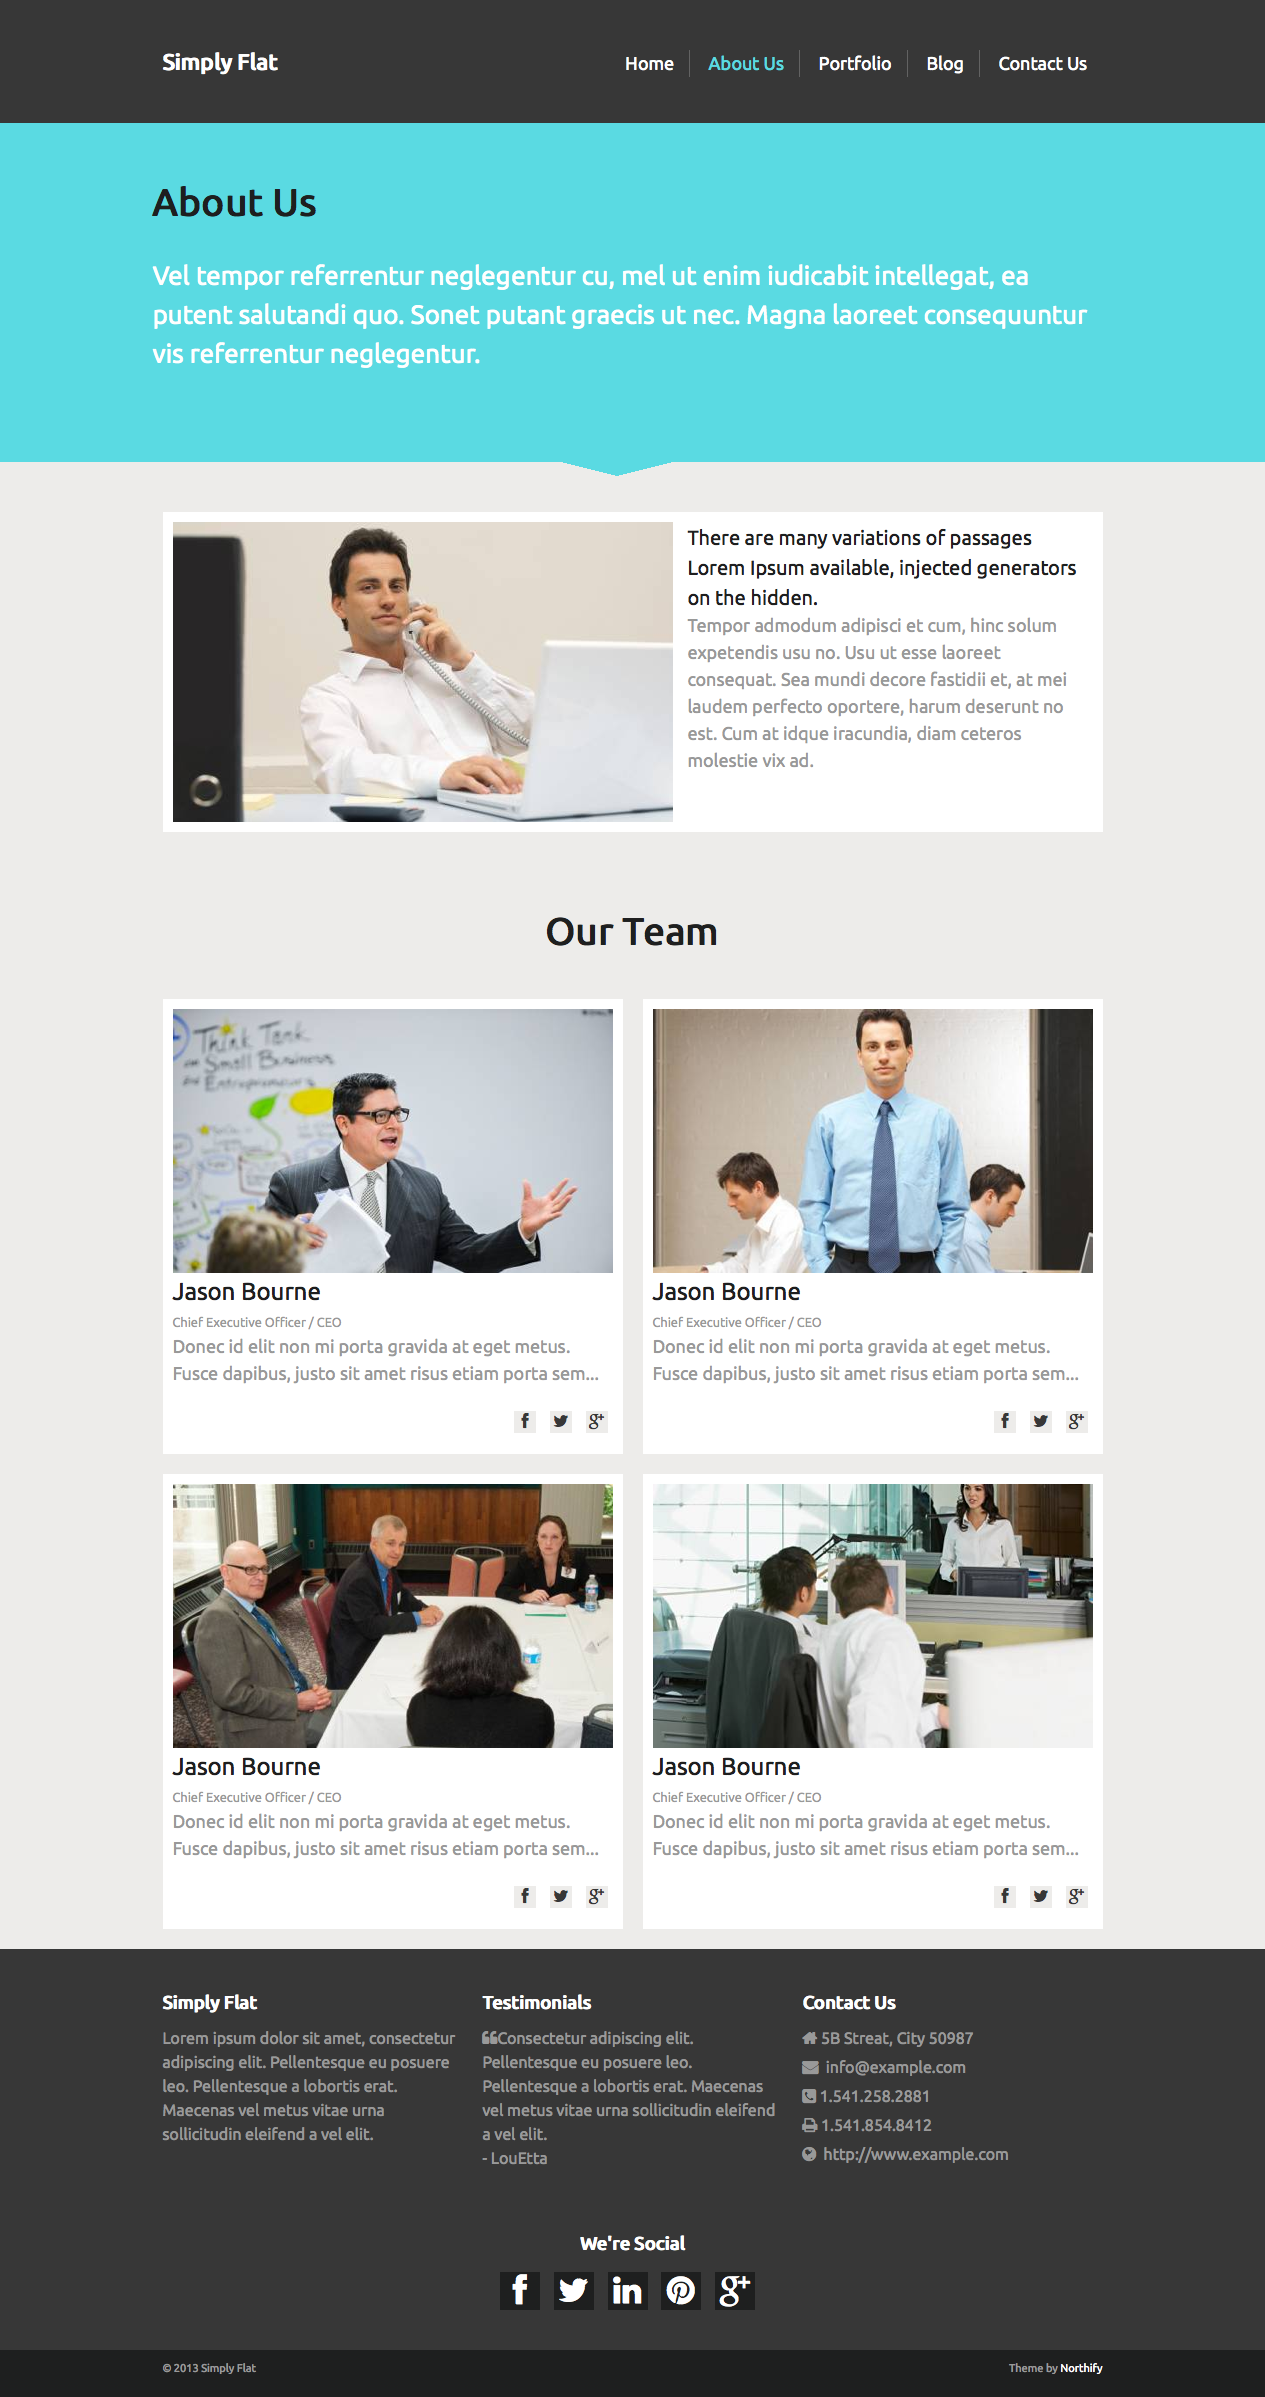 Simply Flat
Home
About Us
Portfolio
Blog
Contact Us
About Us
Vel tempor referrentur neglegentur cu, mel ut enim iudicabit intellegat, ea
putent salutandi quo. Sonet putant graecis ut nec. Magna laoreet consequuntur
vis referrentur neglegentur.
There are many variations of passages
Lorem Ipsum available, injected generators
on the hidden.
Tempor admodum adipisci et cum, hinc solum
expetendis usu no. Usu ut esse laoreet
consequat. Sea mundi decore fastidii et, at mei
laudem perfecto oportere, harum deserunt no
est. Cum at idque iracundia, diam ceteros
molestie vix ad.
Our Team
Think Tank
Small Business
Entrepreneuring
Jason Bourne
Chief Executive Officer / CEO
Donec id elit non mi porta gravida at eget metus.
Fusce dapibus, justo sit amet risus etiam porta sem...
Jason Bourne
Chief Executive Officer / CEO
Donec id elit non mi porta gravida at eget metus.
Fusce dapibus, justo sit amet risus etiam porta sem...
Jason Bourne
Chief Executive Officer / CEO
Donec id elit non mi porta gravida at eget metus.
Fusce dapibus, justo sit amet risus etiam porta sem...
Jason Bourne
Chief Executive Officer / CEO
Donec id elit non mi porta gravida at eget metus.
Fusce dapibus, justo sit amet risus etiam porta sem...
Simply Flat
Lorem ipsum dolor sit amet, consectetur
adipiscing elit. Pellentesque eu posuere
leo. Pellentesque a lobortis erat.
Maecenas vel metus vitae urna
sollicitudin eleifend a vel elit.
Testimonials
“Consectetur adipiscing elit.
Pellentesque eu posuere leo.
Pellentesque a lobortis erat. Maecenas
vel metus vitae urna sollicitudin eleifend
a vel elit.
- LouEtta
Contact Us
5B Streat, City 50987
info@example.com
1.541.258.2881
1.541.854.8412
http://www.example.com
We're Social
© 2013 Simply Flat
Theme by Northify